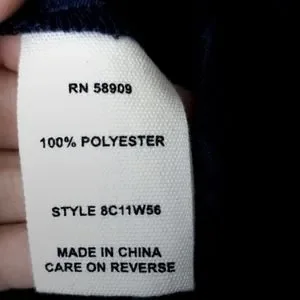 RN 58909
100% POLYESTER
STYLE 8C11W56
MADE IN CHINA
CARE ON REVERSE